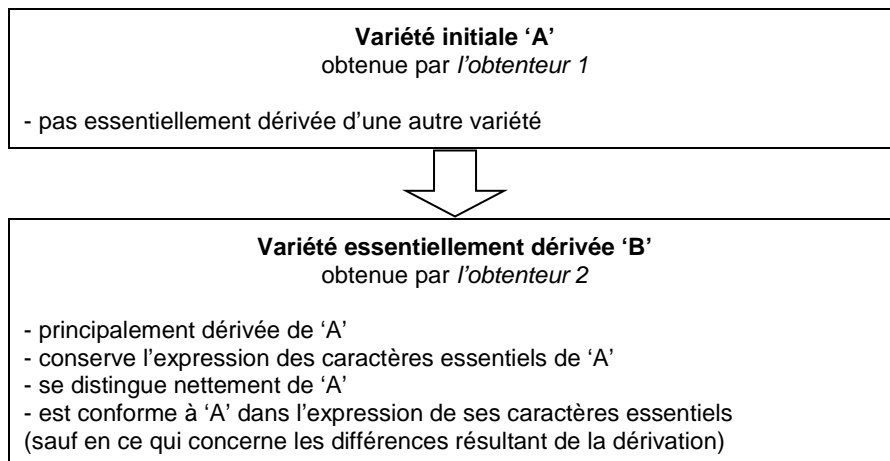 Variété initiale ‘A’
obtenue par l’obtenteur 1
- pas essentiellement dérivée d’une autre variété
Variété essentiellement dérivée ‘B’
obtenue par l’obtenteur 2
- principalement dérivée de ‘A’
- conserve l’expression des caractères essentiels de ‘A’
- se distingue nettement de ‘A’
- est conforme à ‘A’ dans l’expression de ses caractères essentiels
(sauf en ce qui concerne les différences résultant de la dérivation)